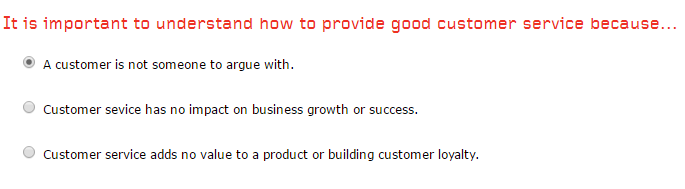 It is important to understand how to provide good customer service because...
A customer is not someone to argue with.
Customer sevice has no impact on business growth or success.
Customer service adds no value to a product or building customer loyalty.